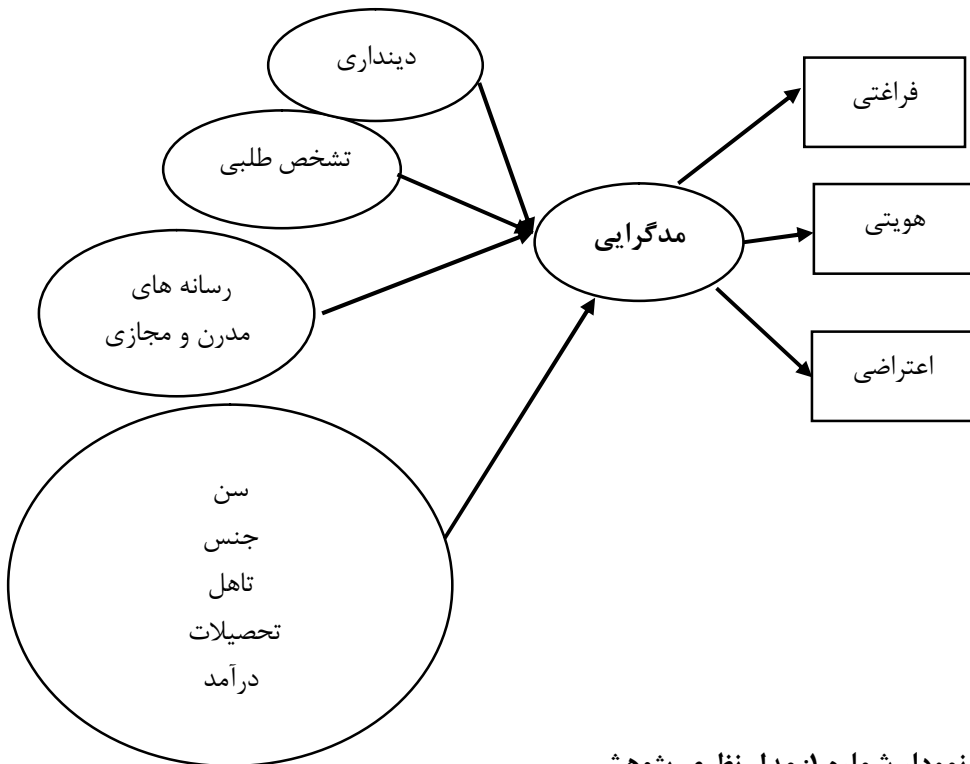 دینداری
فراغتی
تشخص طلبی
هویتی
مدگرایی
رسانه های
مدرن و مجازی
اعتراضی
سن
جنس
تاهل
تحصیلات
درآمد